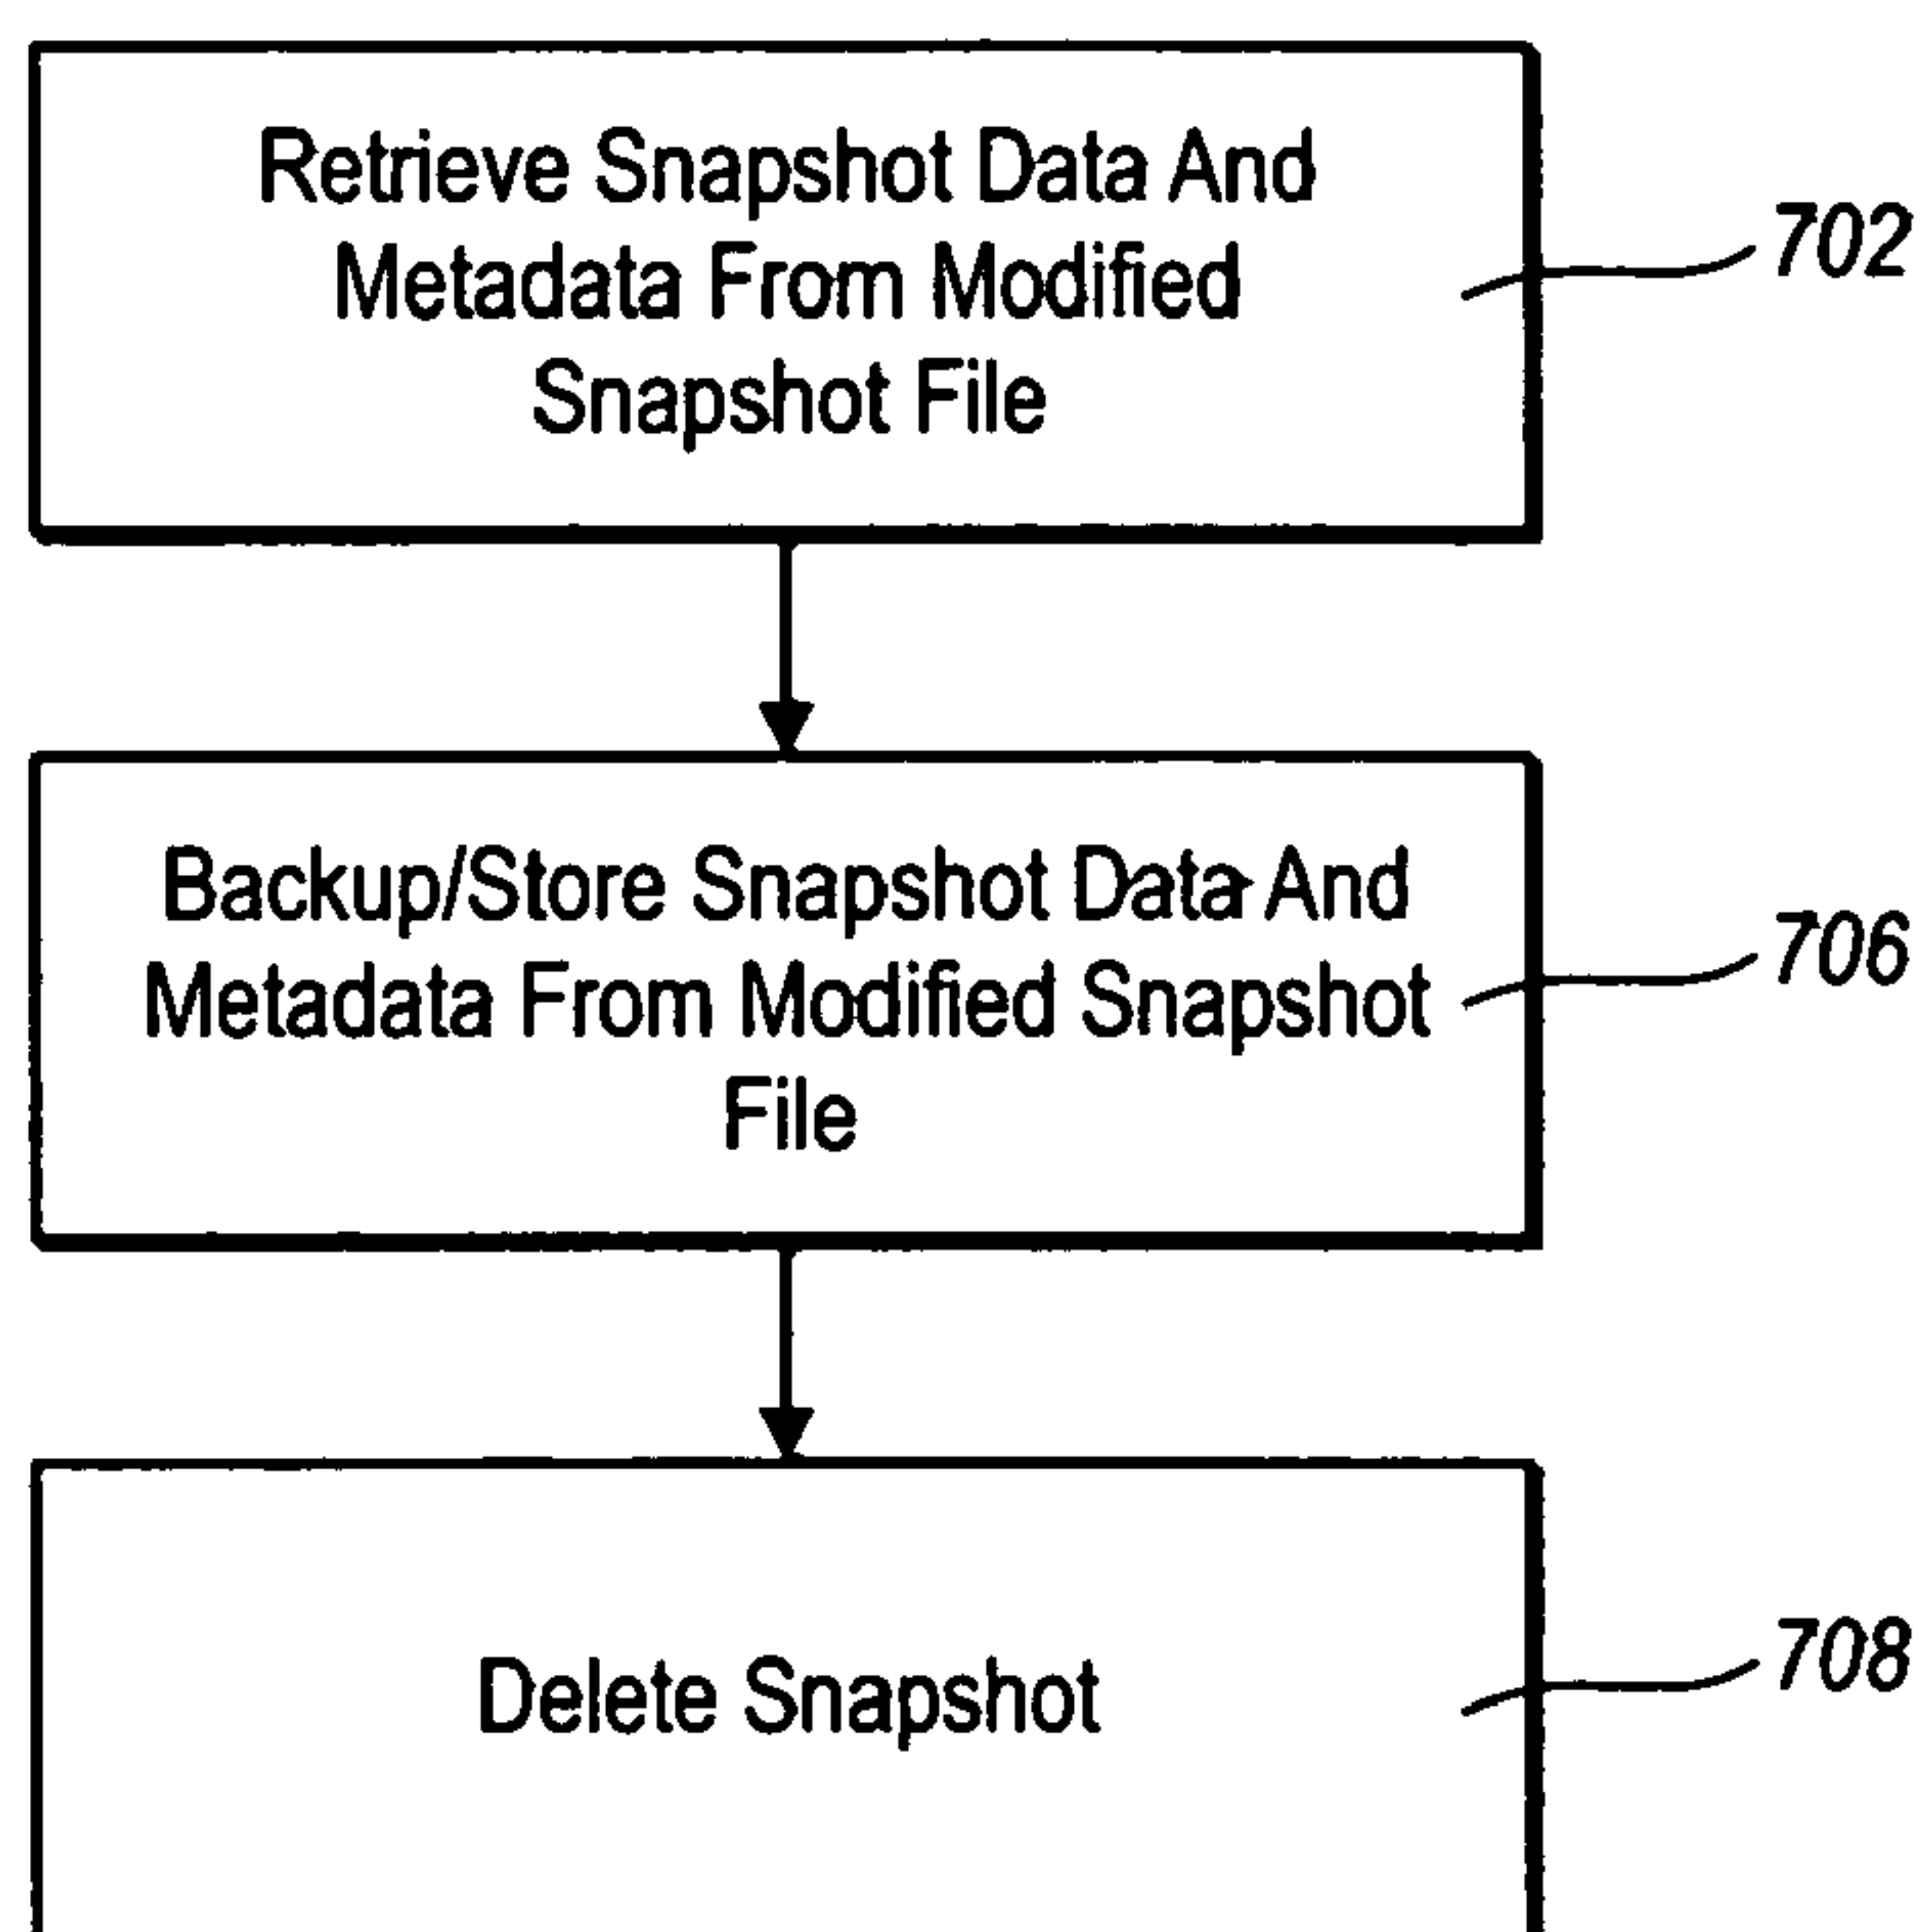 Retrieve Snapshot Data And
Metadata From Modified
Snapshot File
702
Backup/Store Snapshot Data And
Metadata From Modified Snapshot
File
706
Delete Snapshot
708